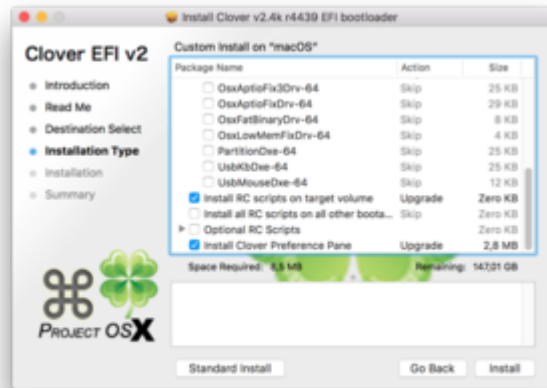 Install Clover v2.4k r4439 EFI bootloader
Clover EFI v2
Introduction
Read Me
Destination Select
Installation Type
Installation
Summary
PROJECT OSX
Custom Install on "macOS"
Package Name Action Size
OsxAptioFix3Drv-64 Skip 25 KB
OsxAptioFixDrv-64 Skip 29 KB
OsxFatBinaryDrv-64 Skip 8 KB
OsxLowMemFixDrv-64 Skip 4 KB
PartitionDxe-64 Skip 25 KB
UsbKbDxe-64 Skip 25 KB
UsbMouseDxe-64 Skip 12 KB
Install RC scripts on target volume Upgrade Zero KB
Install all RC scripts on all other boota... Skip Zero KB
Optional RC Scripts Zero KB
Install Clover Preference Pane Upgrade 2,8 MB
Space Required: 8,5 MB Remaining: 147,01 GB
Standard Install Go Back Install